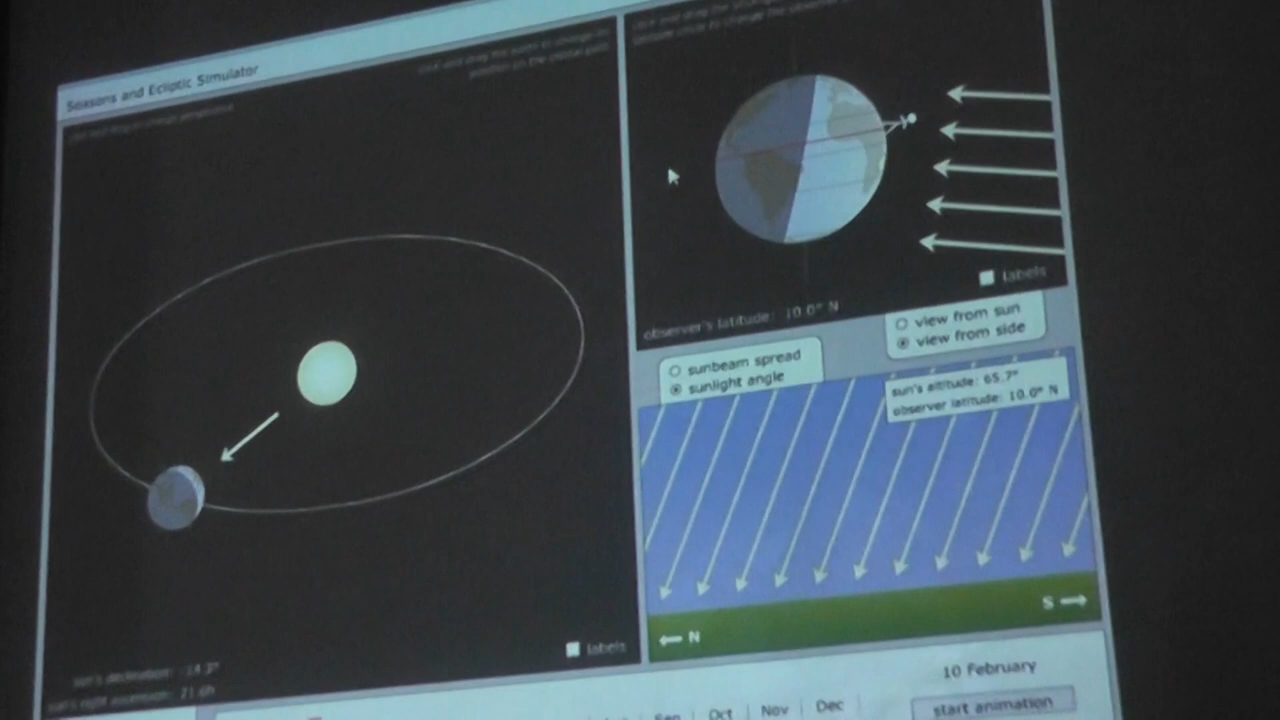 Seasons and Ecliptic Simulator
labels
observer's latitude: 10.0° N
view from sun
view from side
sunbeam spread
sunlight angle
sun's altitude: 65.7°
observer latitude: 10.0° N
← N
S →
labels
sun's declination: -14.3°
sun's right ascension: 21.6h
10 February
Sep Oct Nov Dec
start animation